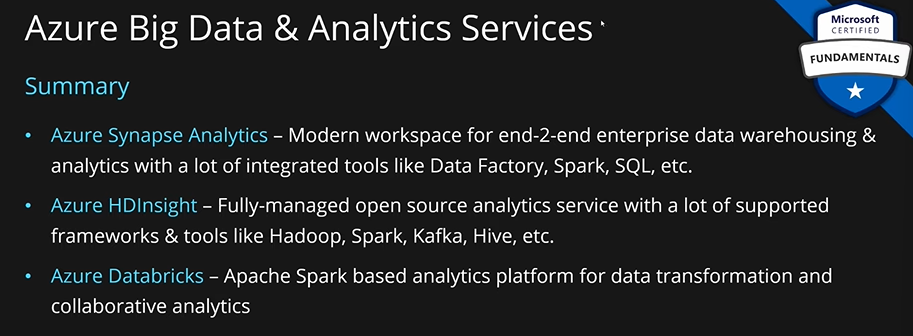 Azure Big Data & Analytics Services
Microsoft
CERTIFIED
FUNDAMENTALS
Summary
• Azure Synapse Analytics – Modern workspace for end-2-end enterprise data warehousing &
analytics with a lot of integrated tools like Data Factory, Spark, SQL, etc.
• Azure HDInsight – Fully-managed open source analytics service with a lot of supported
frameworks & tools like Hadoop, Spark, Kafka, Hive, etc.
• Azure Databricks – Apache Spark based analytics platform for data transformation and
collaborative analytics